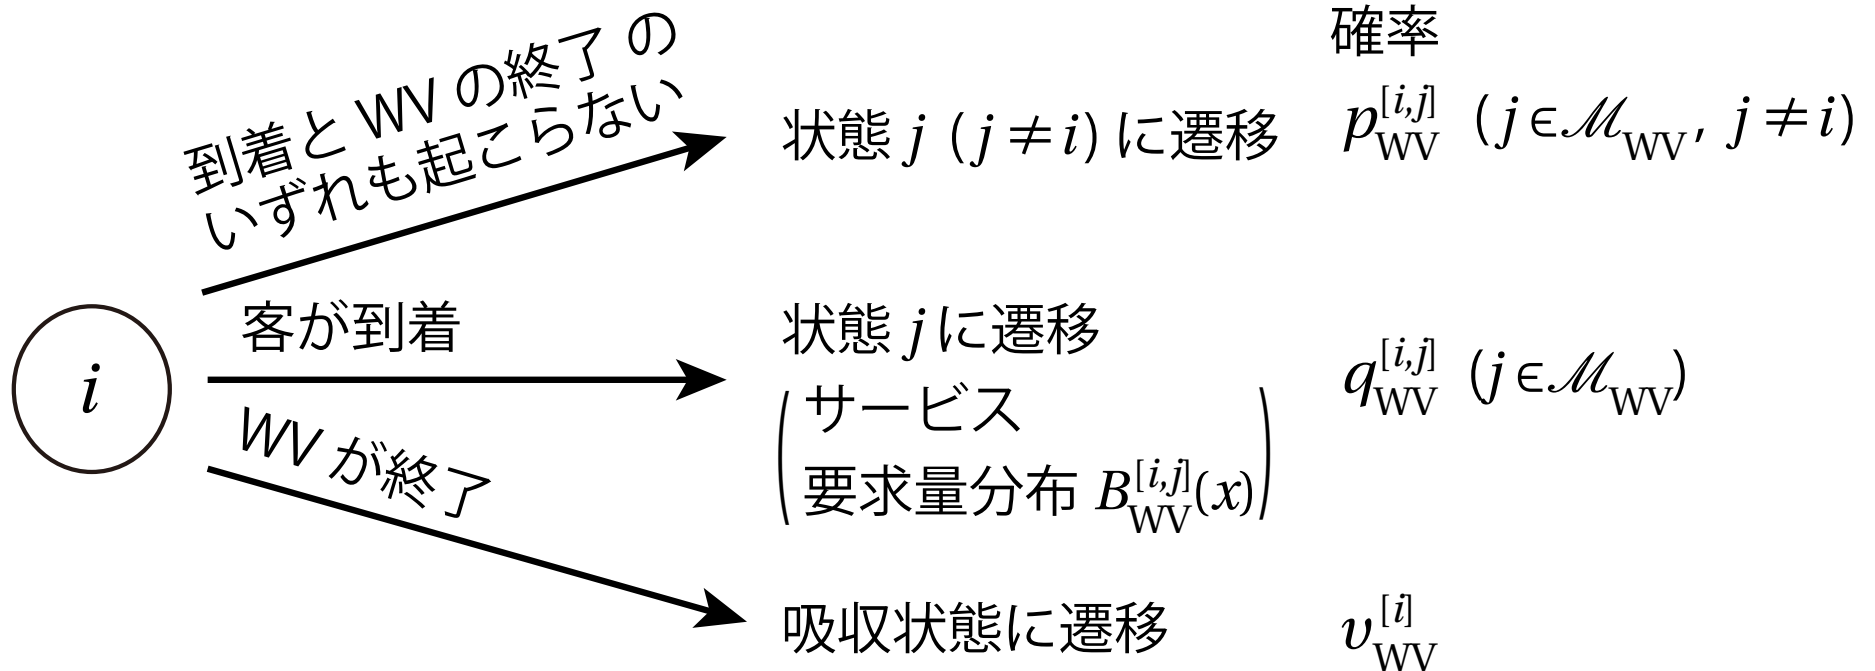 確率
到着と WV の終了 の
いずれも起こらない
状態 j ( j ≠ i ) に遷移
p_WV^[i,j] ( j ∈ ℳ_WV, j ≠ i )
i
客が到着
状態 j に遷移
q_WV^[i,j] ( j ∈ ℳ_WV )
サービス
要求量分布 B_WV^[i,j](x)
WV が終了
吸収状態に遷移
υ_WV^[i]